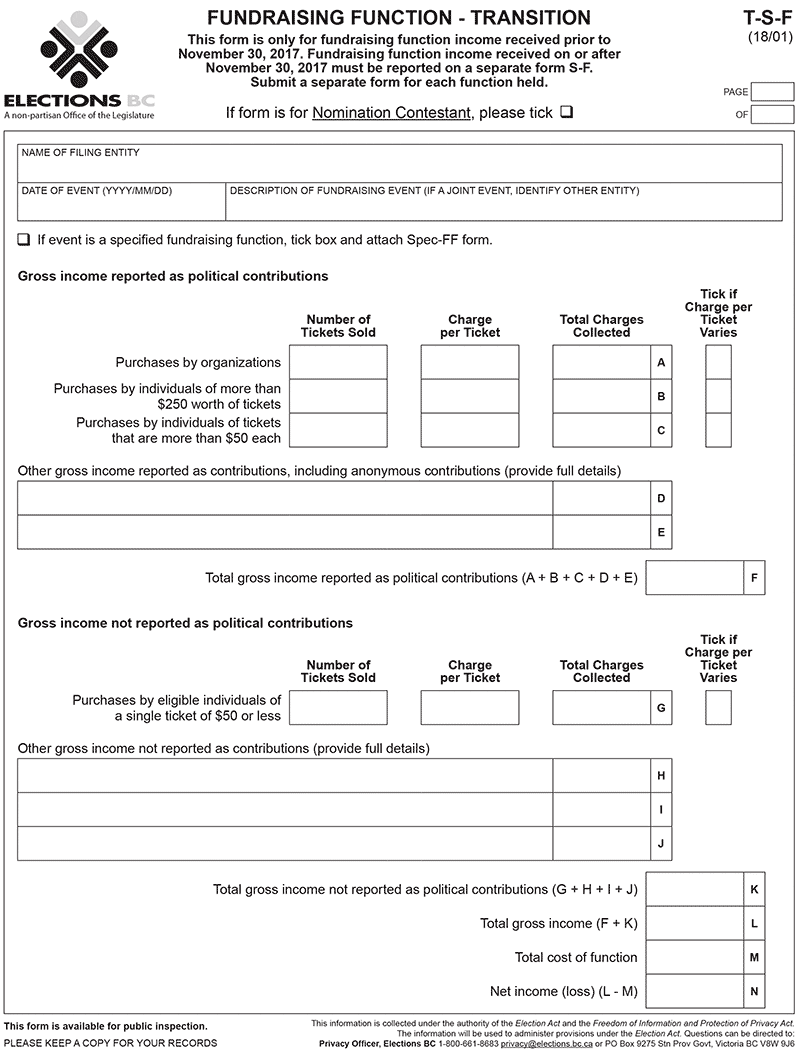 FUNDRAISING FUNCTION - TRANSITION
T-S-F
(18/01)
This form is only for fundraising function income received prior to
November 30, 2017. Fundraising function income received on or after
November 30, 2017 must be reported on a separate form S-F.
Submit a separate form for each function held.
ELECTIONS BC
A non-partisan Office of the Legislature
If form is for Nomination Contestant, please tick ❏
PAGE
OF
NAME OF FILING ENTITY
DATE OF EVENT (YYYY/MM/DD)
DESCRIPTION OF FUNDRAISING EVENT (IF A JOINT EVENT, IDENTIFY OTHER ENTITY)
❏ If event is a specified fundraising function, tick box and attach Spec-FF form.
Gross income reported as political contributions
Number of
Tickets Sold
Charge
per Ticket
Total Charges
Collected
Tick if
Charge per
Ticket
Varies
Purchases by organizations
A
Purchases by individuals of more than
$250 worth of tickets
B
Purchases by individuals of tickets
that are more than $50 each
C
Other gross income reported as contributions, including anonymous contributions (provide full details)
D
E
Total gross income reported as political contributions (A + B + C + D + E)
F
Gross income not reported as political contributions
Number of
Tickets Sold
Charge
per Ticket
Total Charges
Collected
Tick if
Charge per
Ticket
Varies
Purchases by eligible individuals of
a single ticket of $50 or less
G
Other gross income not reported as contributions (provide full details)
H
I
J
Total gross income not reported as political contributions (G + H + I + J)
K
Total gross income (F + K)
L
Total cost of function
M
Net income (loss) (L - M)
N
This form is available for public inspection.
PLEASE KEEP A COPY FOR YOUR RECORDS
This information is collected under the authority of the Election Act and the Freedom of Information and Protection of Privacy Act.
The information will be used to administer provisions under the Election Act. Questions can be directed to:
Privacy Officer, Elections BC 1-800-661-8683 privacy@elections.bc.ca or PO Box 9275 Stn Prov Govt, Victoria BC V8W 9J6